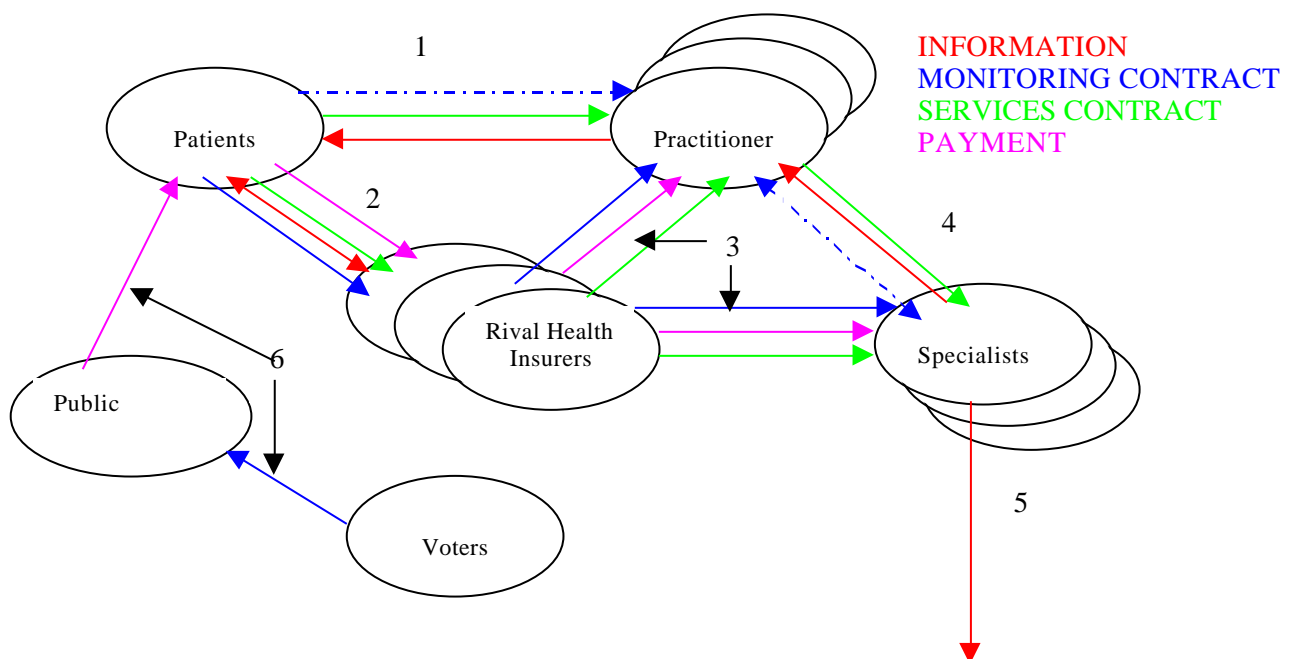 1
INFORMATION
MONITORING CONTRACT
SERVICES CONTRACT
PAYMENT
Patients
Practitioner
2
4
3
Rival Health
Insurers
Specialists
6
Public
5
Voters